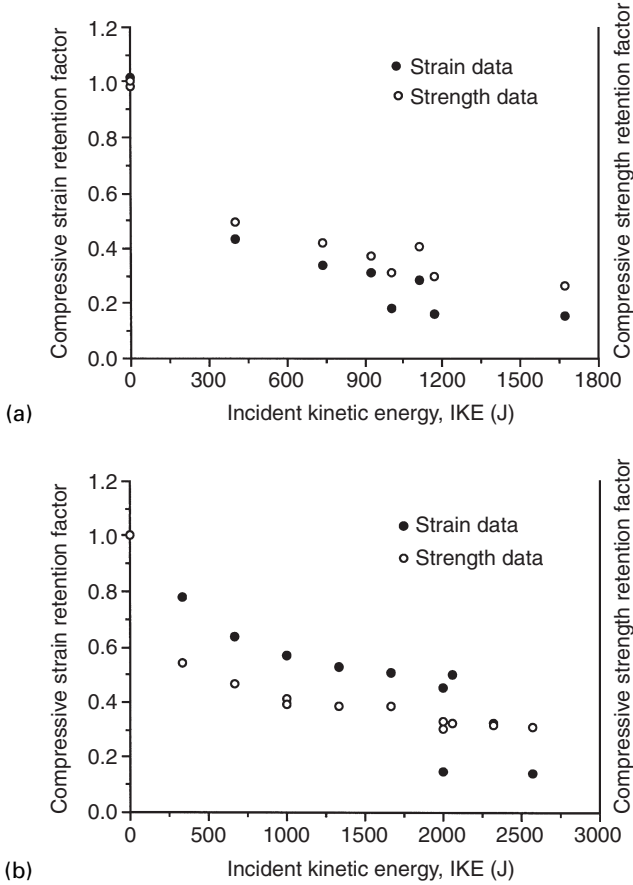 Compressive strain retention factor
1.2
1.0
0.8
0.6
0.4
0.2
0.0
Strain data
Strength data
Compressive strength retention factor
0 300 600 900 1200 1500 1800
(a) Incident kinetic energy, IKE (J)
Compressive strain retention factor
1.2
1.0
0.8
0.6
0.4
0.2
0.0
Strain data
Strength data
Compressive strength retention factor
0 500 1000 1500 2000 2500 3000
(b) Incident kinetic energy, IKE (J)